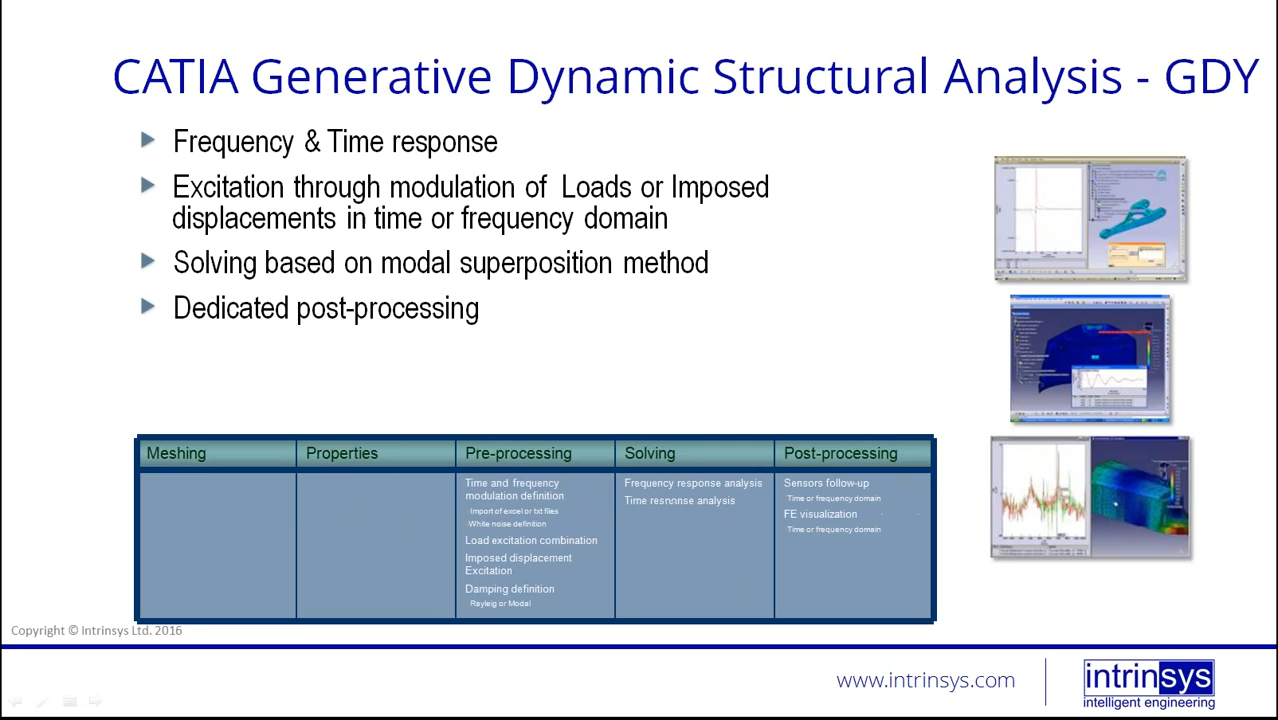 CATIA Generative Dynamic Structural Analysis - GDY
Frequency & Time response
Excitation through modulation of Loads or Imposed
displacements in time or frequency domain
Solving based on modal superposition method
Dedicated post-processing
Meshing
Properties
Pre-processing
Time and frequency
modulation definition
Import of excel or txt files
White noise definition
Load excitation combination
Imposed displacement
Excitation
Damping definition
Rayleig or Modal
Solving
Frequency response analysis
Time response analysis
Post-processing
Sensors follow-up
Time or frequency domain
FE visualization
Time or frequency domain
Copyright © Intrinsys Ltd. 2016
www.intrinsys.com
intrinsys
intelligent engineering